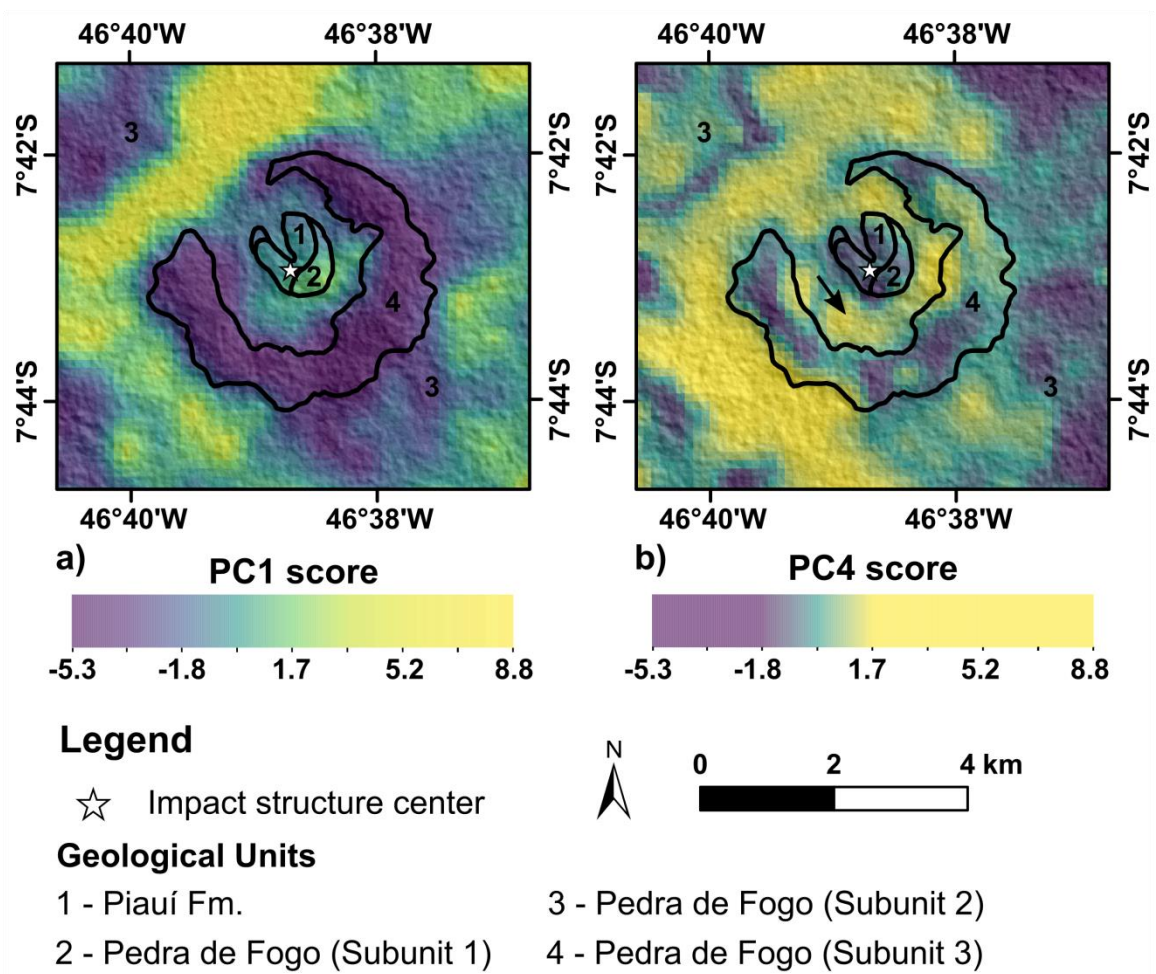 46°40'W 46°38'W 46°40'W 46°38'W
7°42'S 7°42'S 7°42'S 7°42'S
3 3
1 1
2 2
4 4
3 3
7°44'S 7°44'S 7°44'S 7°44'S
46°40'W 46°38'W 46°40'W 46°38'W
a) PC1 score b) PC4 score
-5.3 -1.8 1.7 5.2 8.8 -5.3 -1.8 1.7 5.2 8.8
Legend
N
0 2 4 km
Impact structure center
Geological Units
1 - Piauí Fm. 3 - Pedra de Fogo (Subunit 2)
2 - Pedra de Fogo (Subunit 1) 4 - Pedra de Fogo (Subunit 3)